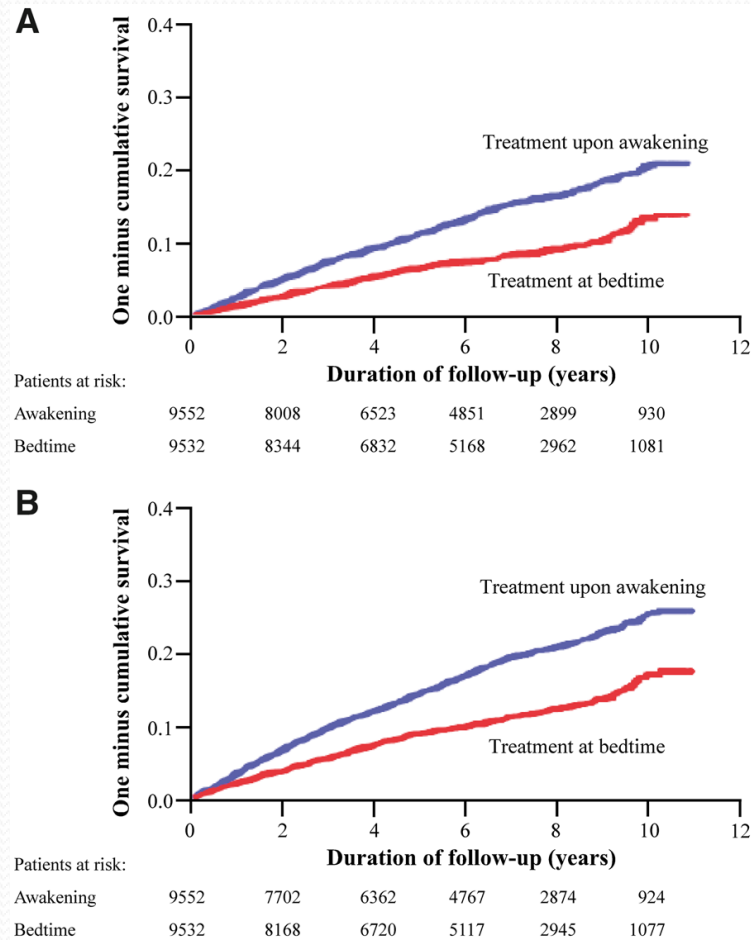 A
One minus cumulative survival
0.4
0.3
0.2
0.1
0.0
Treatment upon awakening
Treatment at bedtime
0 2 4 6 8 10 12
Duration of follow-up (years)
Patients at risk:
Awakening 9552 8008 6523 4851 2899 930
Bedtime 9532 8344 6832 5168 2962 1081
B
One minus cumulative survival
0.4
0.3
0.2
0.1
0.0
Treatment upon awakening
Treatment at bedtime
0 2 4 6 8 10 12
Duration of follow-up (years)
Patients at risk:
Awakening 9552 7702 6362 4767 2874 924
Bedtime 9532 8168 6720 5117 2945 1077